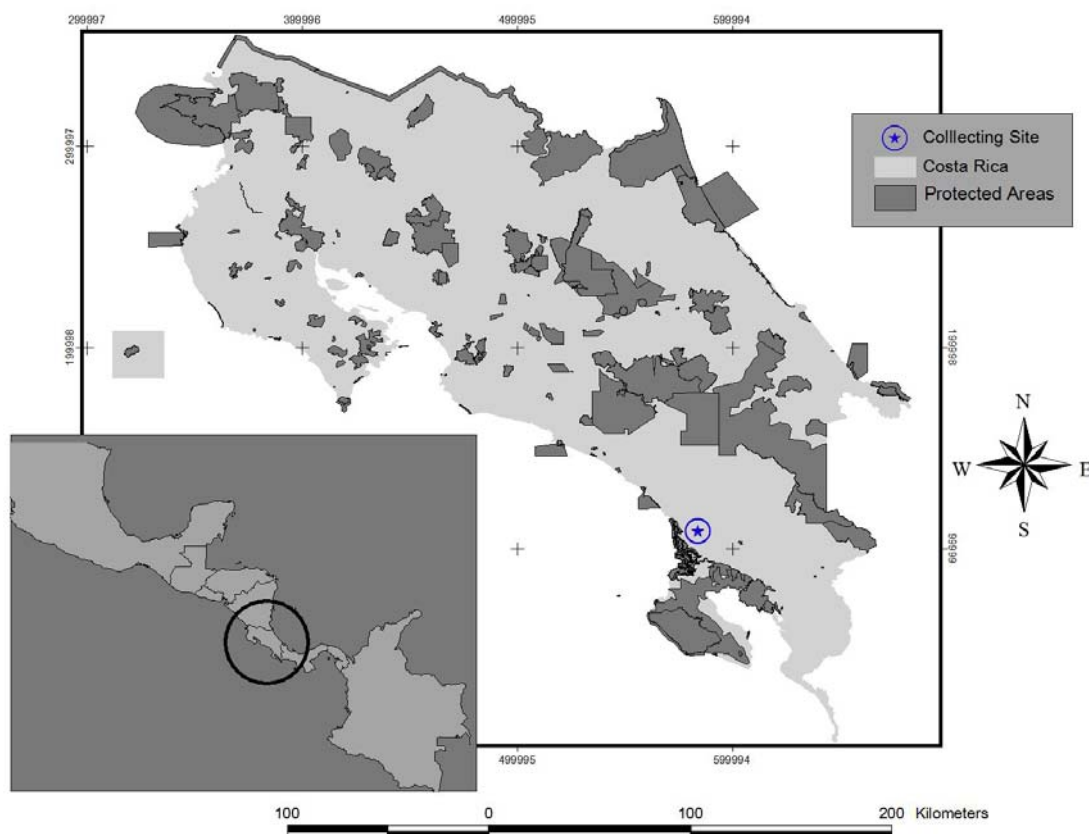 299997 399996 499995 599994
299997
Colllecting Site
Costa Rica
Protected Areas
199998
199998
N
W E
S
99999
499995 599994
100 0 100 200 Kilometers